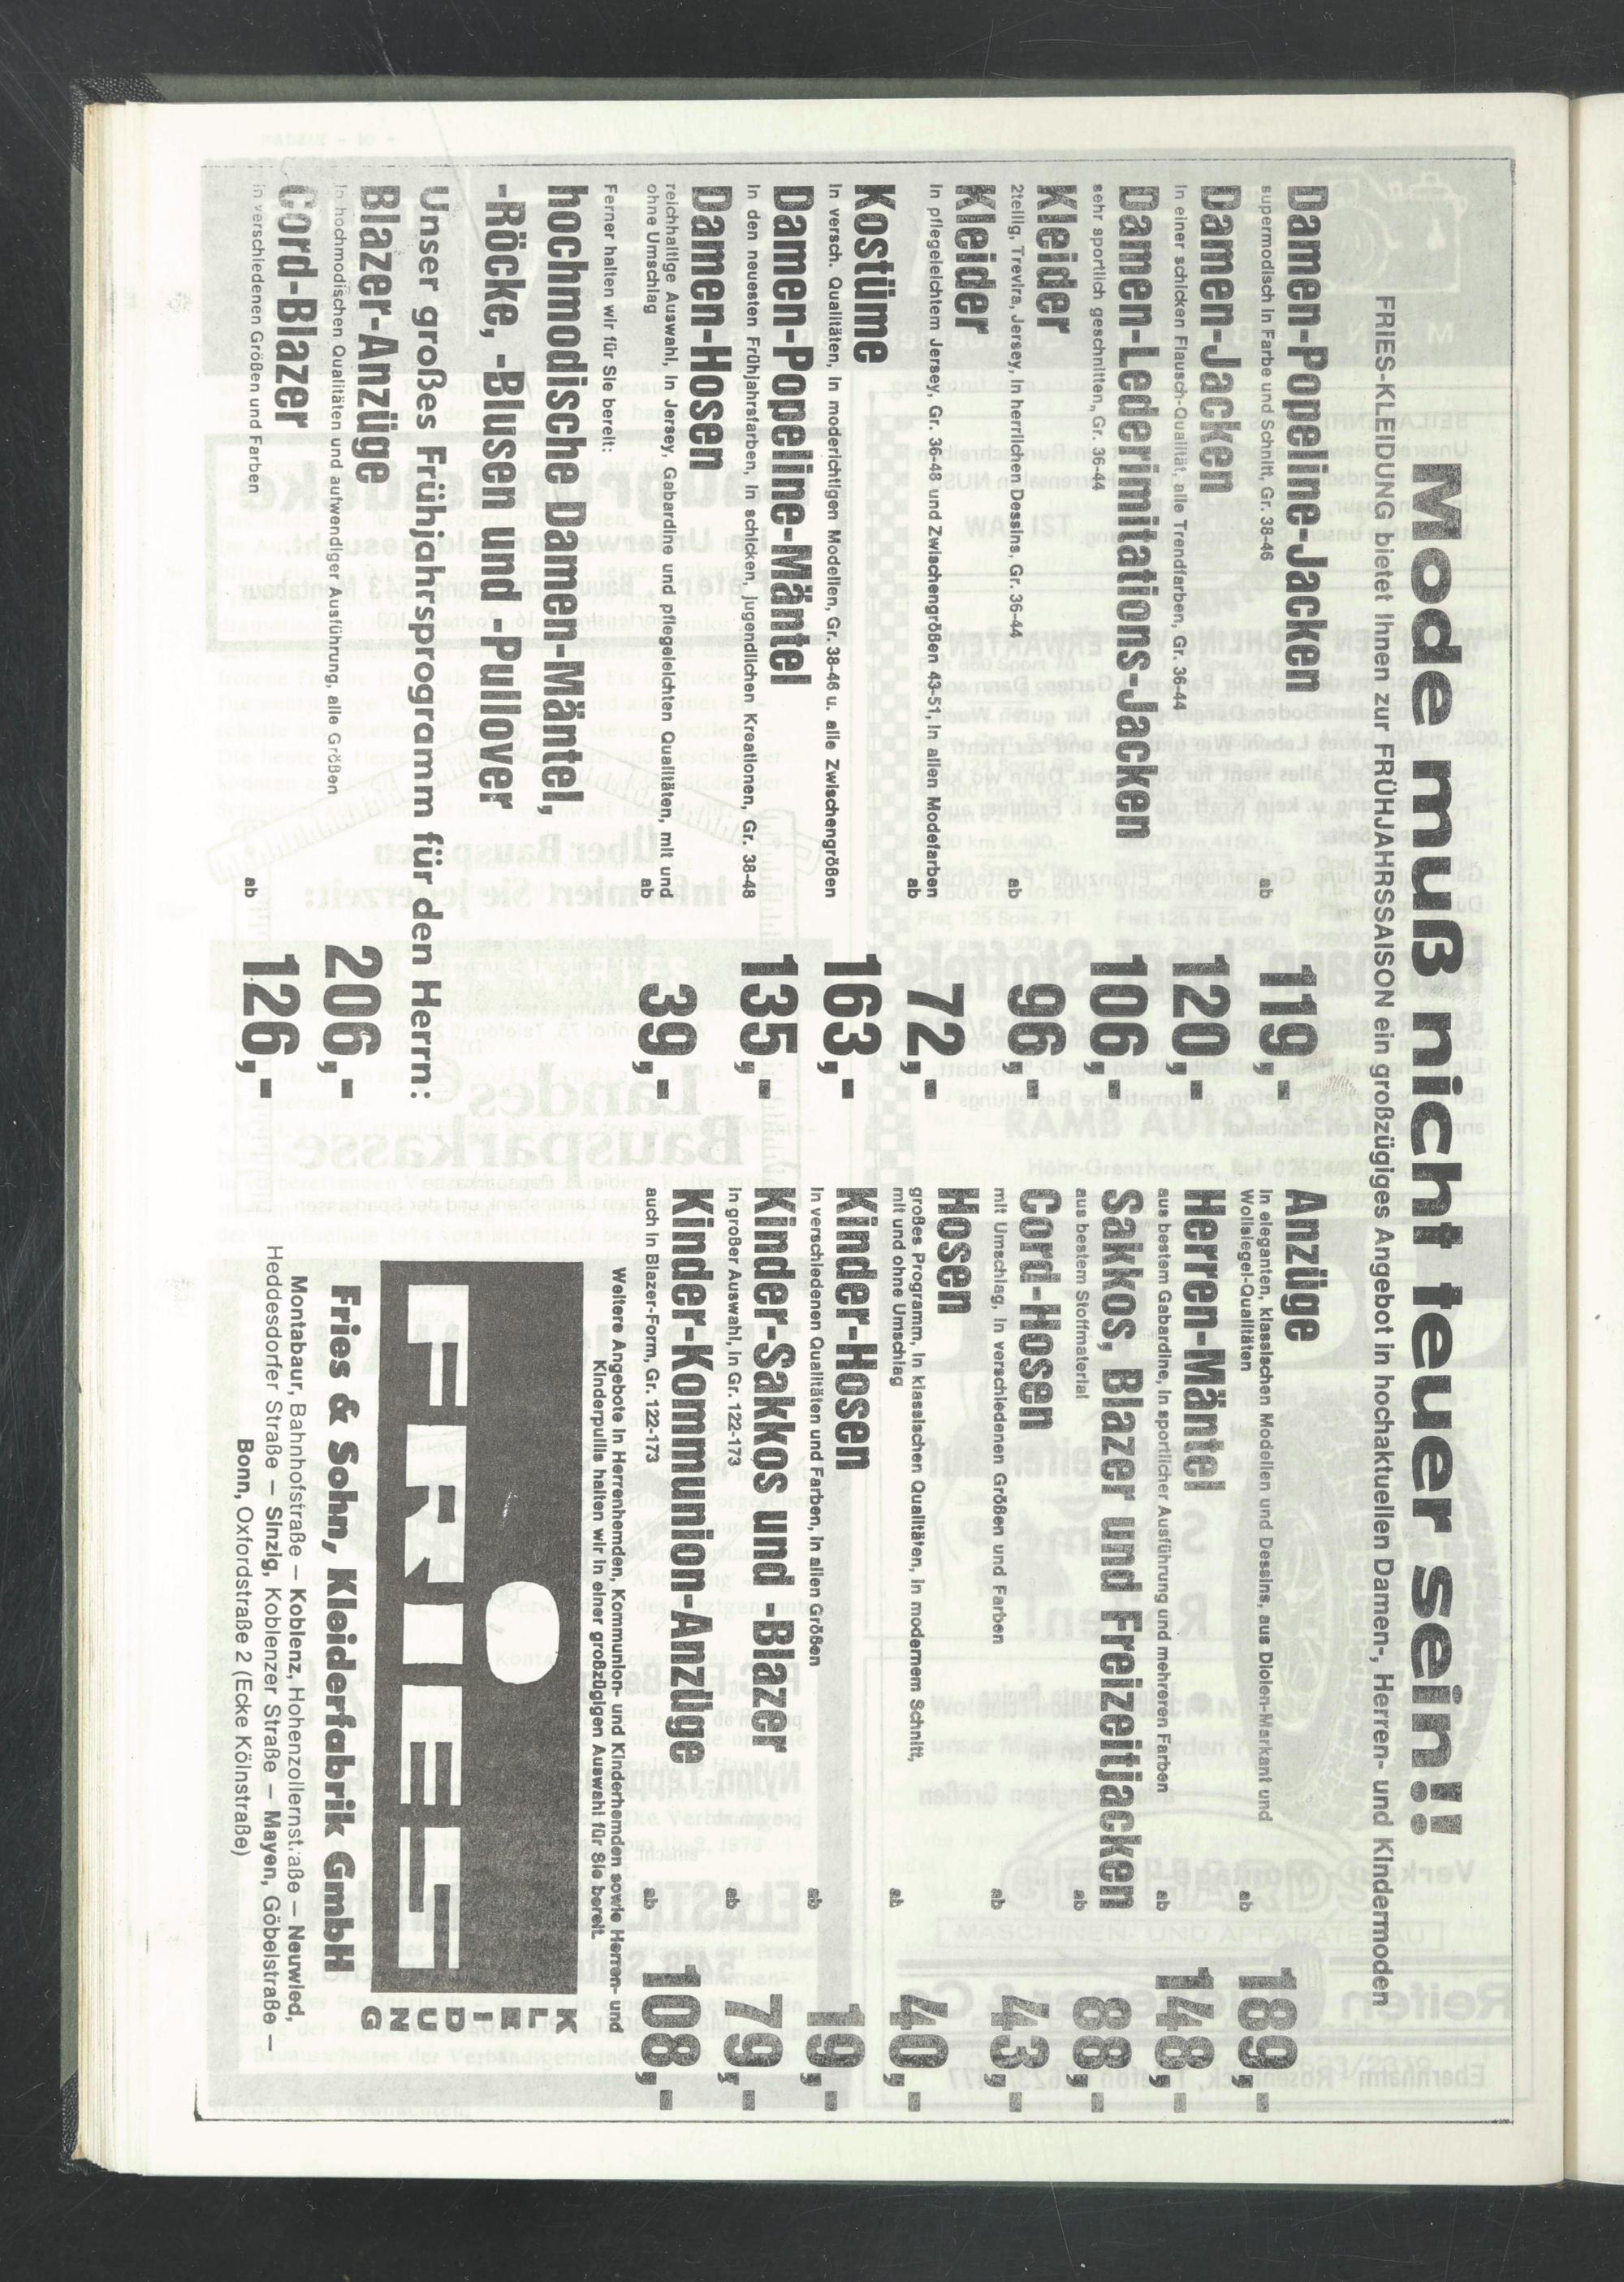 Mode muß nicht teuer sein!!
FRIES-KLEIDUNG bietet Ihnen zur FRÜHJAHRSSAISON ein großzügiges Angebot in hochaktuellen Damen-, Herren- und Kindermoden
Damen-Popeline-Jacken
supermodisch in Farbe und Schnitt, Gr. 38-46
ab 119,-
Damen-Jacken
In einer schicken Flausch-Qualität, alle Trendfarben, Gr. 36-44
120,-
Damen-Lederimitations-Jacken
sehr sportlich geschnitten, Gr. 36-44
106,-
Kleider
2teilig, Trevira, Jersey, in herrlichen Dessins, Gr. 36-44
ab 96,-
Kleider
In pflegeleichtem Jersey, Gr. 36-48 und Zwischengrößen 43-51, in allen Modefarben
ab 72,-
Kostüme
In versch. Qualitäten, in moderichtigen Modellen, Gr. 38-46 u. alle Zwischengrößen
163,-
Damen-Popeline-Mäntel
In den neuesten Frühjahrsfarben, in schicken, jugendlichen Kreationen, Gr. 38-48
135,-
Damen-Hosen
reichhaltige Auswahl, in Jersey, Gabardine und pflegeleichten Qualitäten, mit und
ohne Umschlag
ab 39,-
Ferner halten wir für Sie bereit:
hochmodische Damen-Mäntel,
-Röcke, -Blusen und -Pullover
Unser großes Frühjahrsprogramm für den Herrn:
Blazer-Anzüge
In hochmodischen Qualitäten und aufwendiger Ausführung, alle Größen
206,-
Cord-Blazer
in verschiedenen Größen und Farben
ab 126,-
Anzüge
In eleganten, klassischen Modellen und Dessins, aus Diolen-Markant und
Wollsiegel-Qualitäten
ab 189,-
Herren-Mäntel
aus bestem Gabardine, in sportlicher Ausführung und mehreren Farben
ab 148,-
Sakkos, Blazer und Freizeitjacken
aus bestem Stoffmaterial
ab 88,-
Cord-Hosen
mit Umschlag, in verschiedenen Größen und Farben
ab 43,-
Hosen
großes Programm, in klassischen Qualitäten, in modernem Schnitt,
mit und ohne Umschlag
ab 40,-
Kinder-Hosen
In verschiedenen Qualitäten und Farben, in allen Größen
ab 19,-
Kinder-Sakkos und -Blazer
in großer Auswahl, in Gr. 122-173
ab 79,-
Kinder-Kommunion-Anzüge
auch in Blazer-Form, Gr. 122-173
ab 108,-
Weitere Angebote in Herrenhemden, Kommunion- und Kinderhemden sowie Herren- und
Kinderpullis halten wir in einer großzügigen Auswahl für Sie bereit.
FRIES
KLEIDUNG
Fries & Sohn, Kleiderfabrik GmbH
Montabaur, Bahnhofstraße — Koblenz, Hohenzollernstraße — Neuwied,
Heddesdorfer Straße — Sinzig, Koblenzer Straße — Mayen, Göbelstraße —
Bonn, Oxfordstraße 2 (Ecke Kölnstraße)